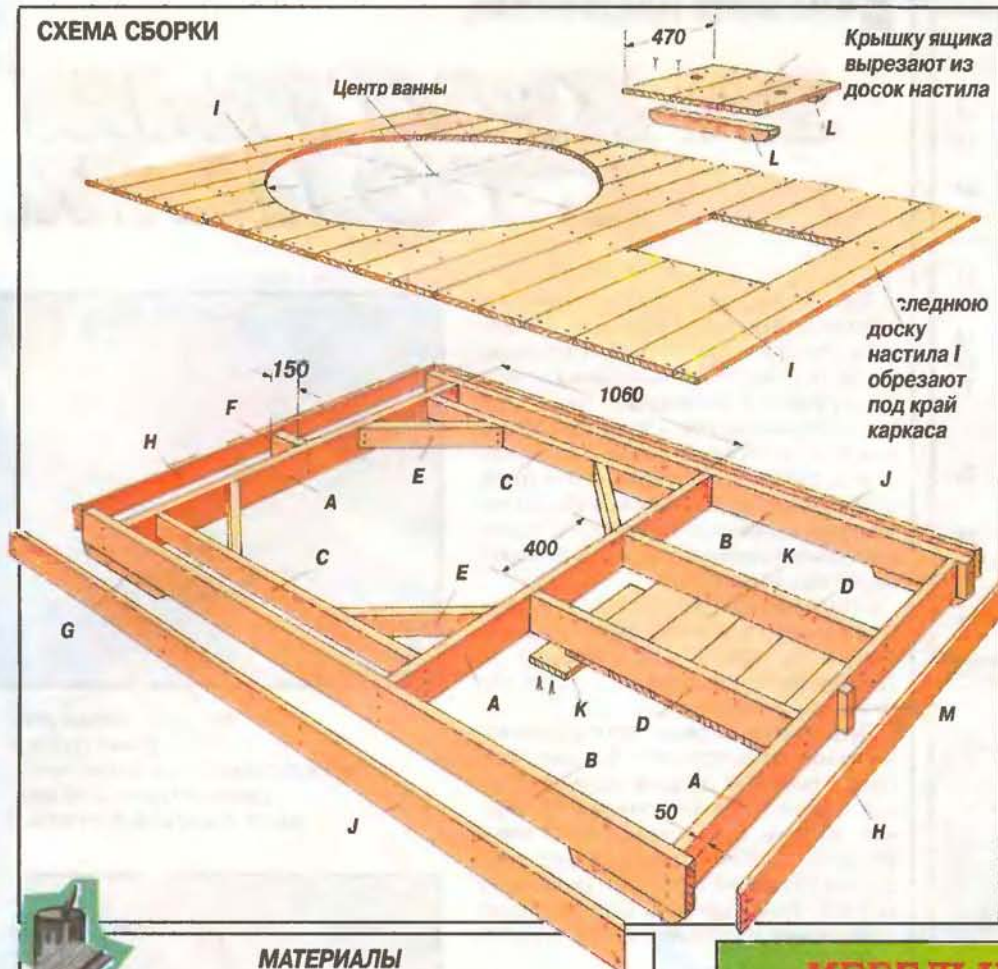 СХЕМА СБОРКИ
470
Крышку ящика
вырезают из
досок настила
I
Центр ванны
L
L
доску
настила I
обрезают
под край
каркаса
I
150
1060
F
H
A
E
C
J
B
K
D
400
C
E
G
A
K
D
M
B
A
50
H
J
МАТЕРИАЛЫ